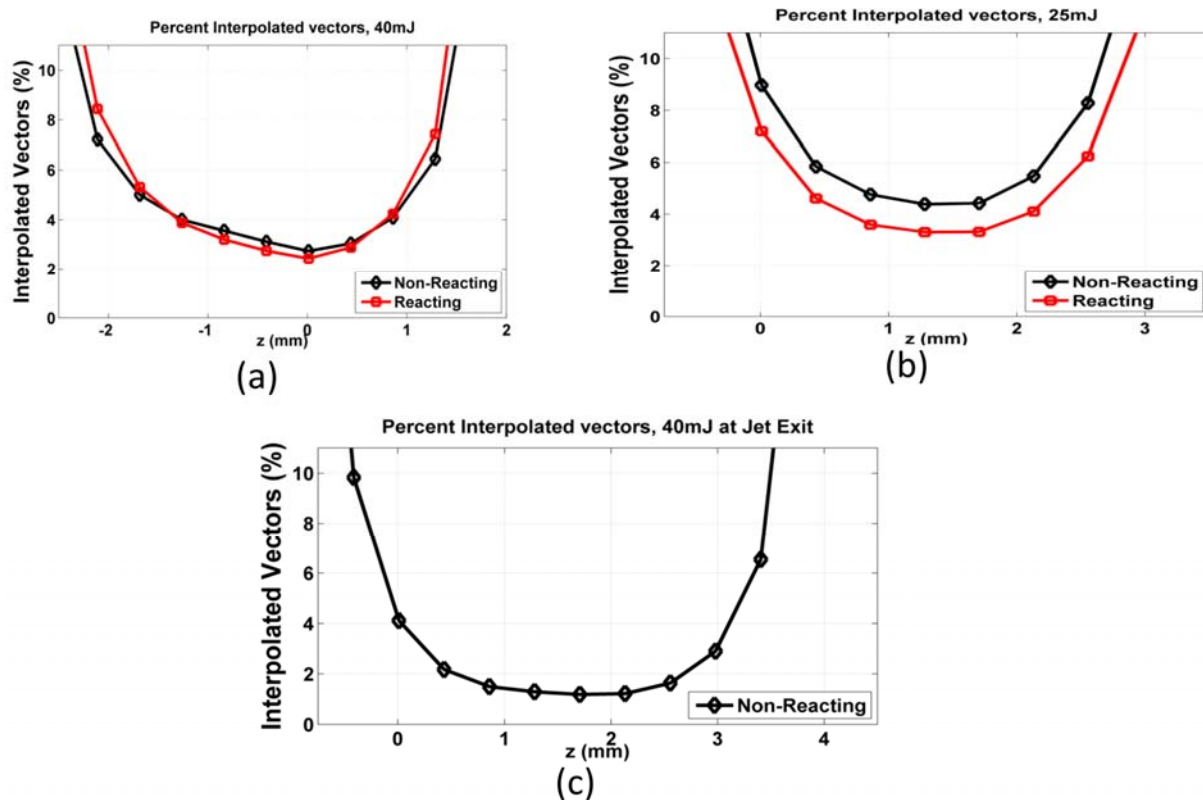 Percent Interpolated vectors, 40mJ
Interpolated Vectors (%)
10
8
6
4
2
0
-2
-1
0
1
2
z (mm)
Non-Reacting
Reacting
(a)
Percent Interpolated vectors, 25mJ
Interpolated Vectors (%)
10
8
6
4
2
0
0
1
2
3
z (mm)
Non-Reacting
Reacting
(b)
Percent Interpolated vectors, 40mJ at Jet Exit
Interpolated Vectors (%)
10
8
6
4
2
0
0
1
2
3
4
z (mm)
Non-Reacting
(c)